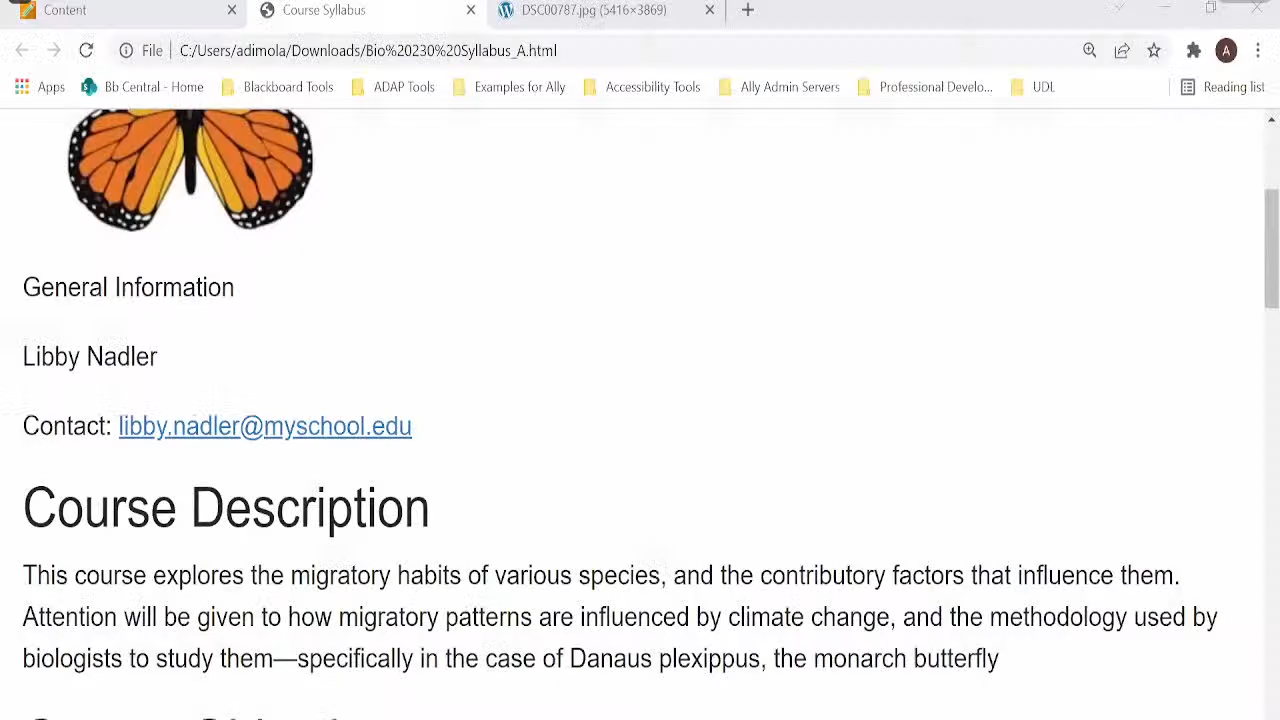 Content
Course Syllabus
DSC00787.jpg (5416×3869)
File
C:/Users/adimola/Downloads/Bio%20230%20Syllabus_A.html
A
Apps
Bb Central - Home
Blackboard Tools
ADAP Tools
Examples for Ally
Accessibility Tools
Ally Admin Servers
Professional Develo...
UDL
Reading list
General Information
Libby Nadler
Contact: libby.nadler@myschool.edu
Course Description
This course explores the migratory habits of various species, and the contributory factors that influence them.
Attention will be given to how migratory patterns are influenced by climate change, and the methodology used by
biologists to study them—specifically in the case of Danaus plexippus, the monarch butterfly